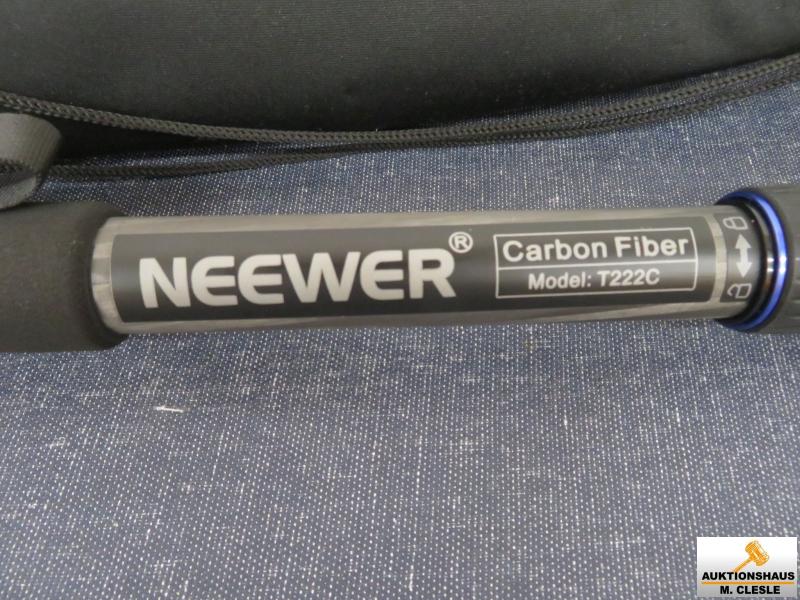 NEEWER®
Carbon Fiber
Model: T222C
AUKTIONSHAUS
M. CLESLE